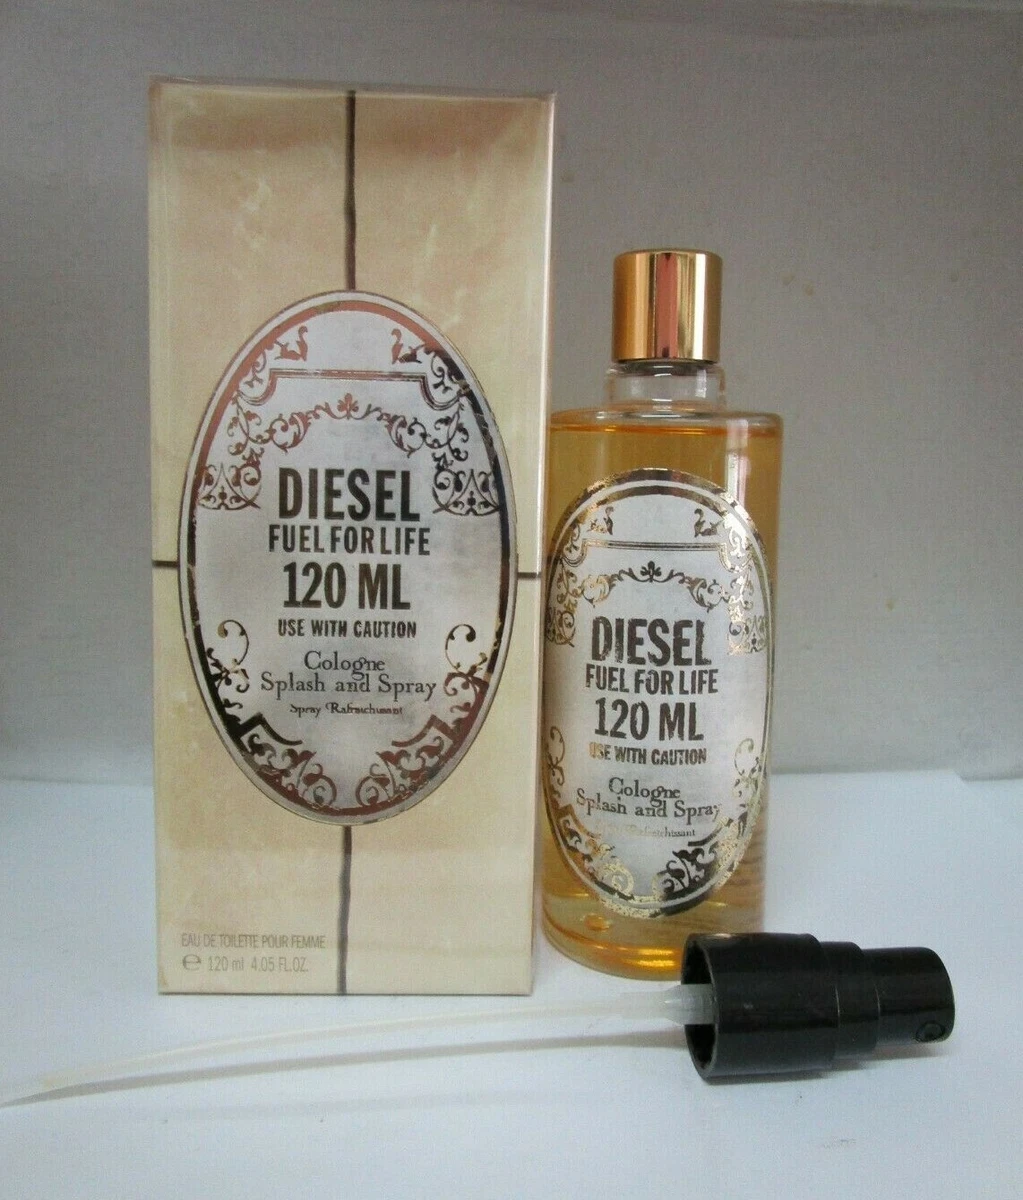 DIESEL
FUEL FOR LIFE
120 ML
USE WITH CAUTION
Cologne
Splash and Spray
Spray Rafraichissant
EAU DE TOILETTE POUR FEMME
e 120 ml 4.05 FL.OZ.
DIESEL
FUEL FOR LIFE
120 ML
USE WITH CAUTION
Cologne
Splash and Spray
Rafraichissant